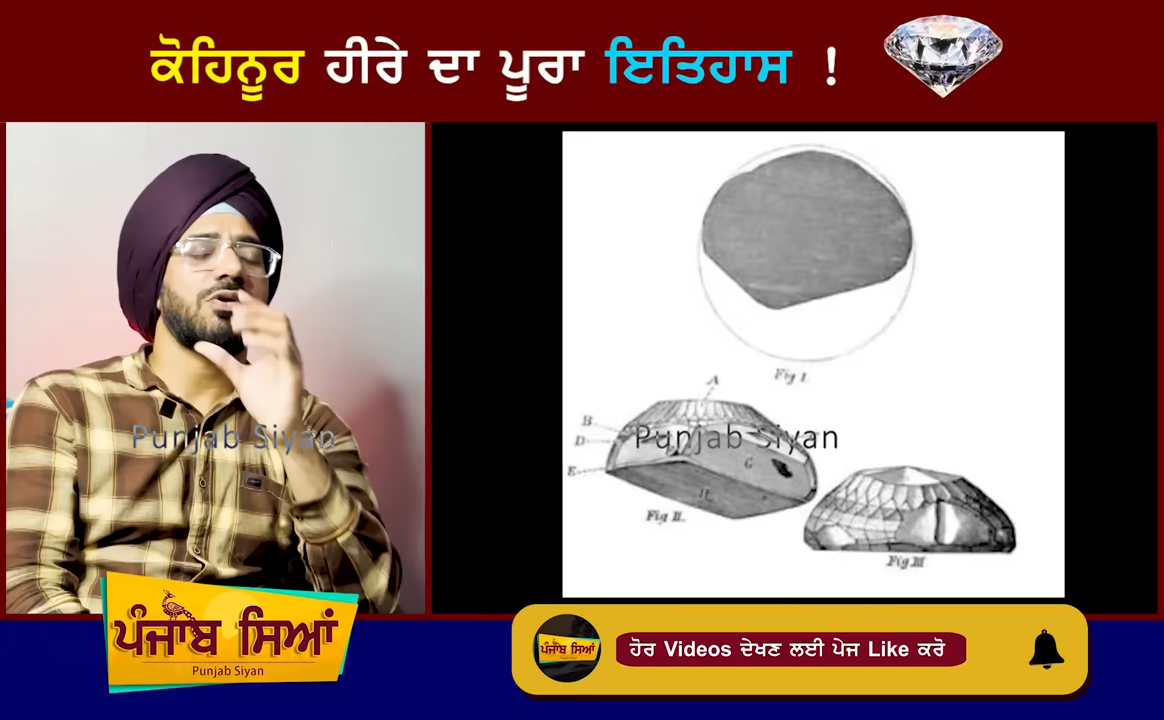 ਕੋਹਿਨੂਰ ਹੀਰੇ ਦਾ ਪੂਰਾ ਇਤਿਹਾਸ !
Fig I.
A
B
D
E
G
H
Punjab Siyan
Punjab Siyan
Fig II.
Fig III
ਪੰਜਾਬ ਸਿਆਂ
Punjab Siyan
ਪੰਜਾਬ ਸਿਆਂ
ਹੋਰ Videos ਦੇਖਣ ਲਈ ਪੇਜ Like ਕਰੋ